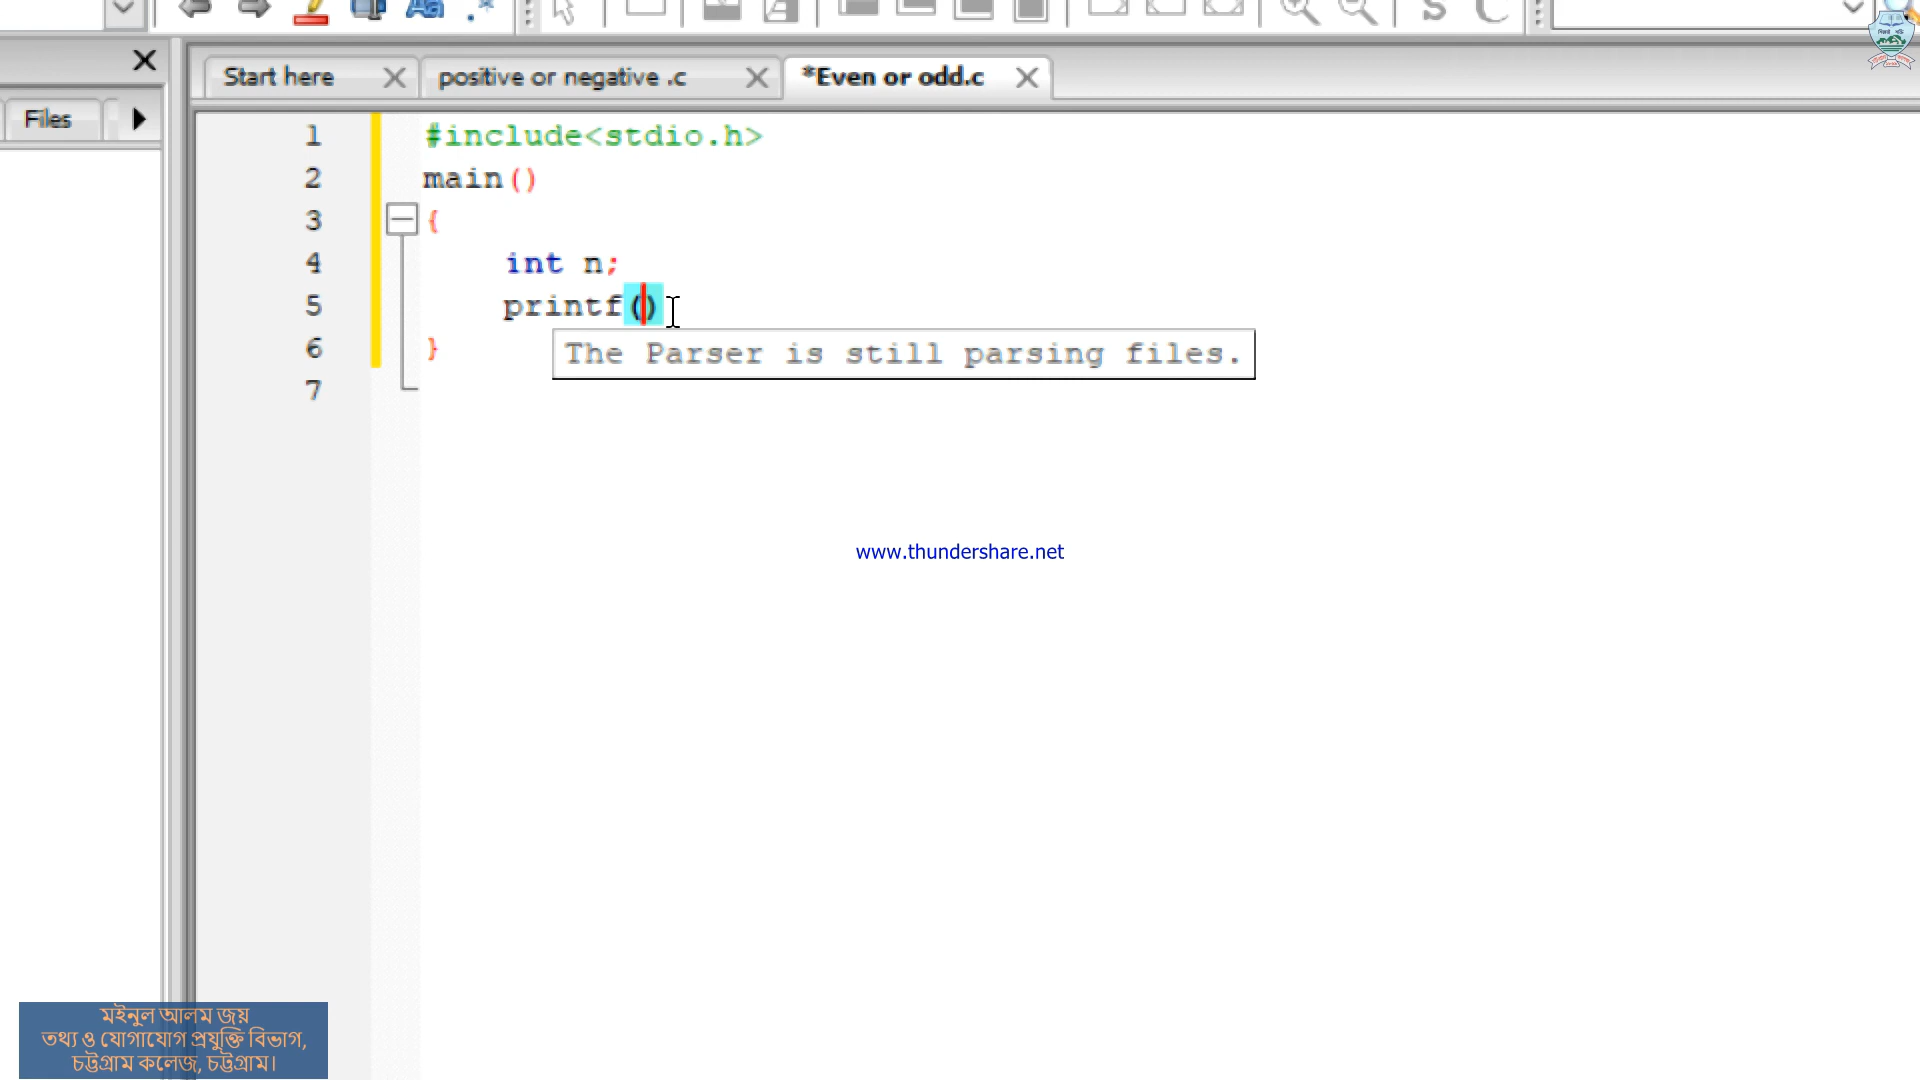 Start here
positive or negative .c
*Even or odd.c
Files
1 #include<stdio.h>
2 main()
3 {
4 int n;
5 printf()
The Parser is still parsing files.
6 }
7
www.thundershare.net
মইনুল আলম জয়
তথ্য ও যোগাযোগ প্রযুক্তি বিভাগ,
চট্টগ্রাম কলেজ, চট্টগ্রাম।